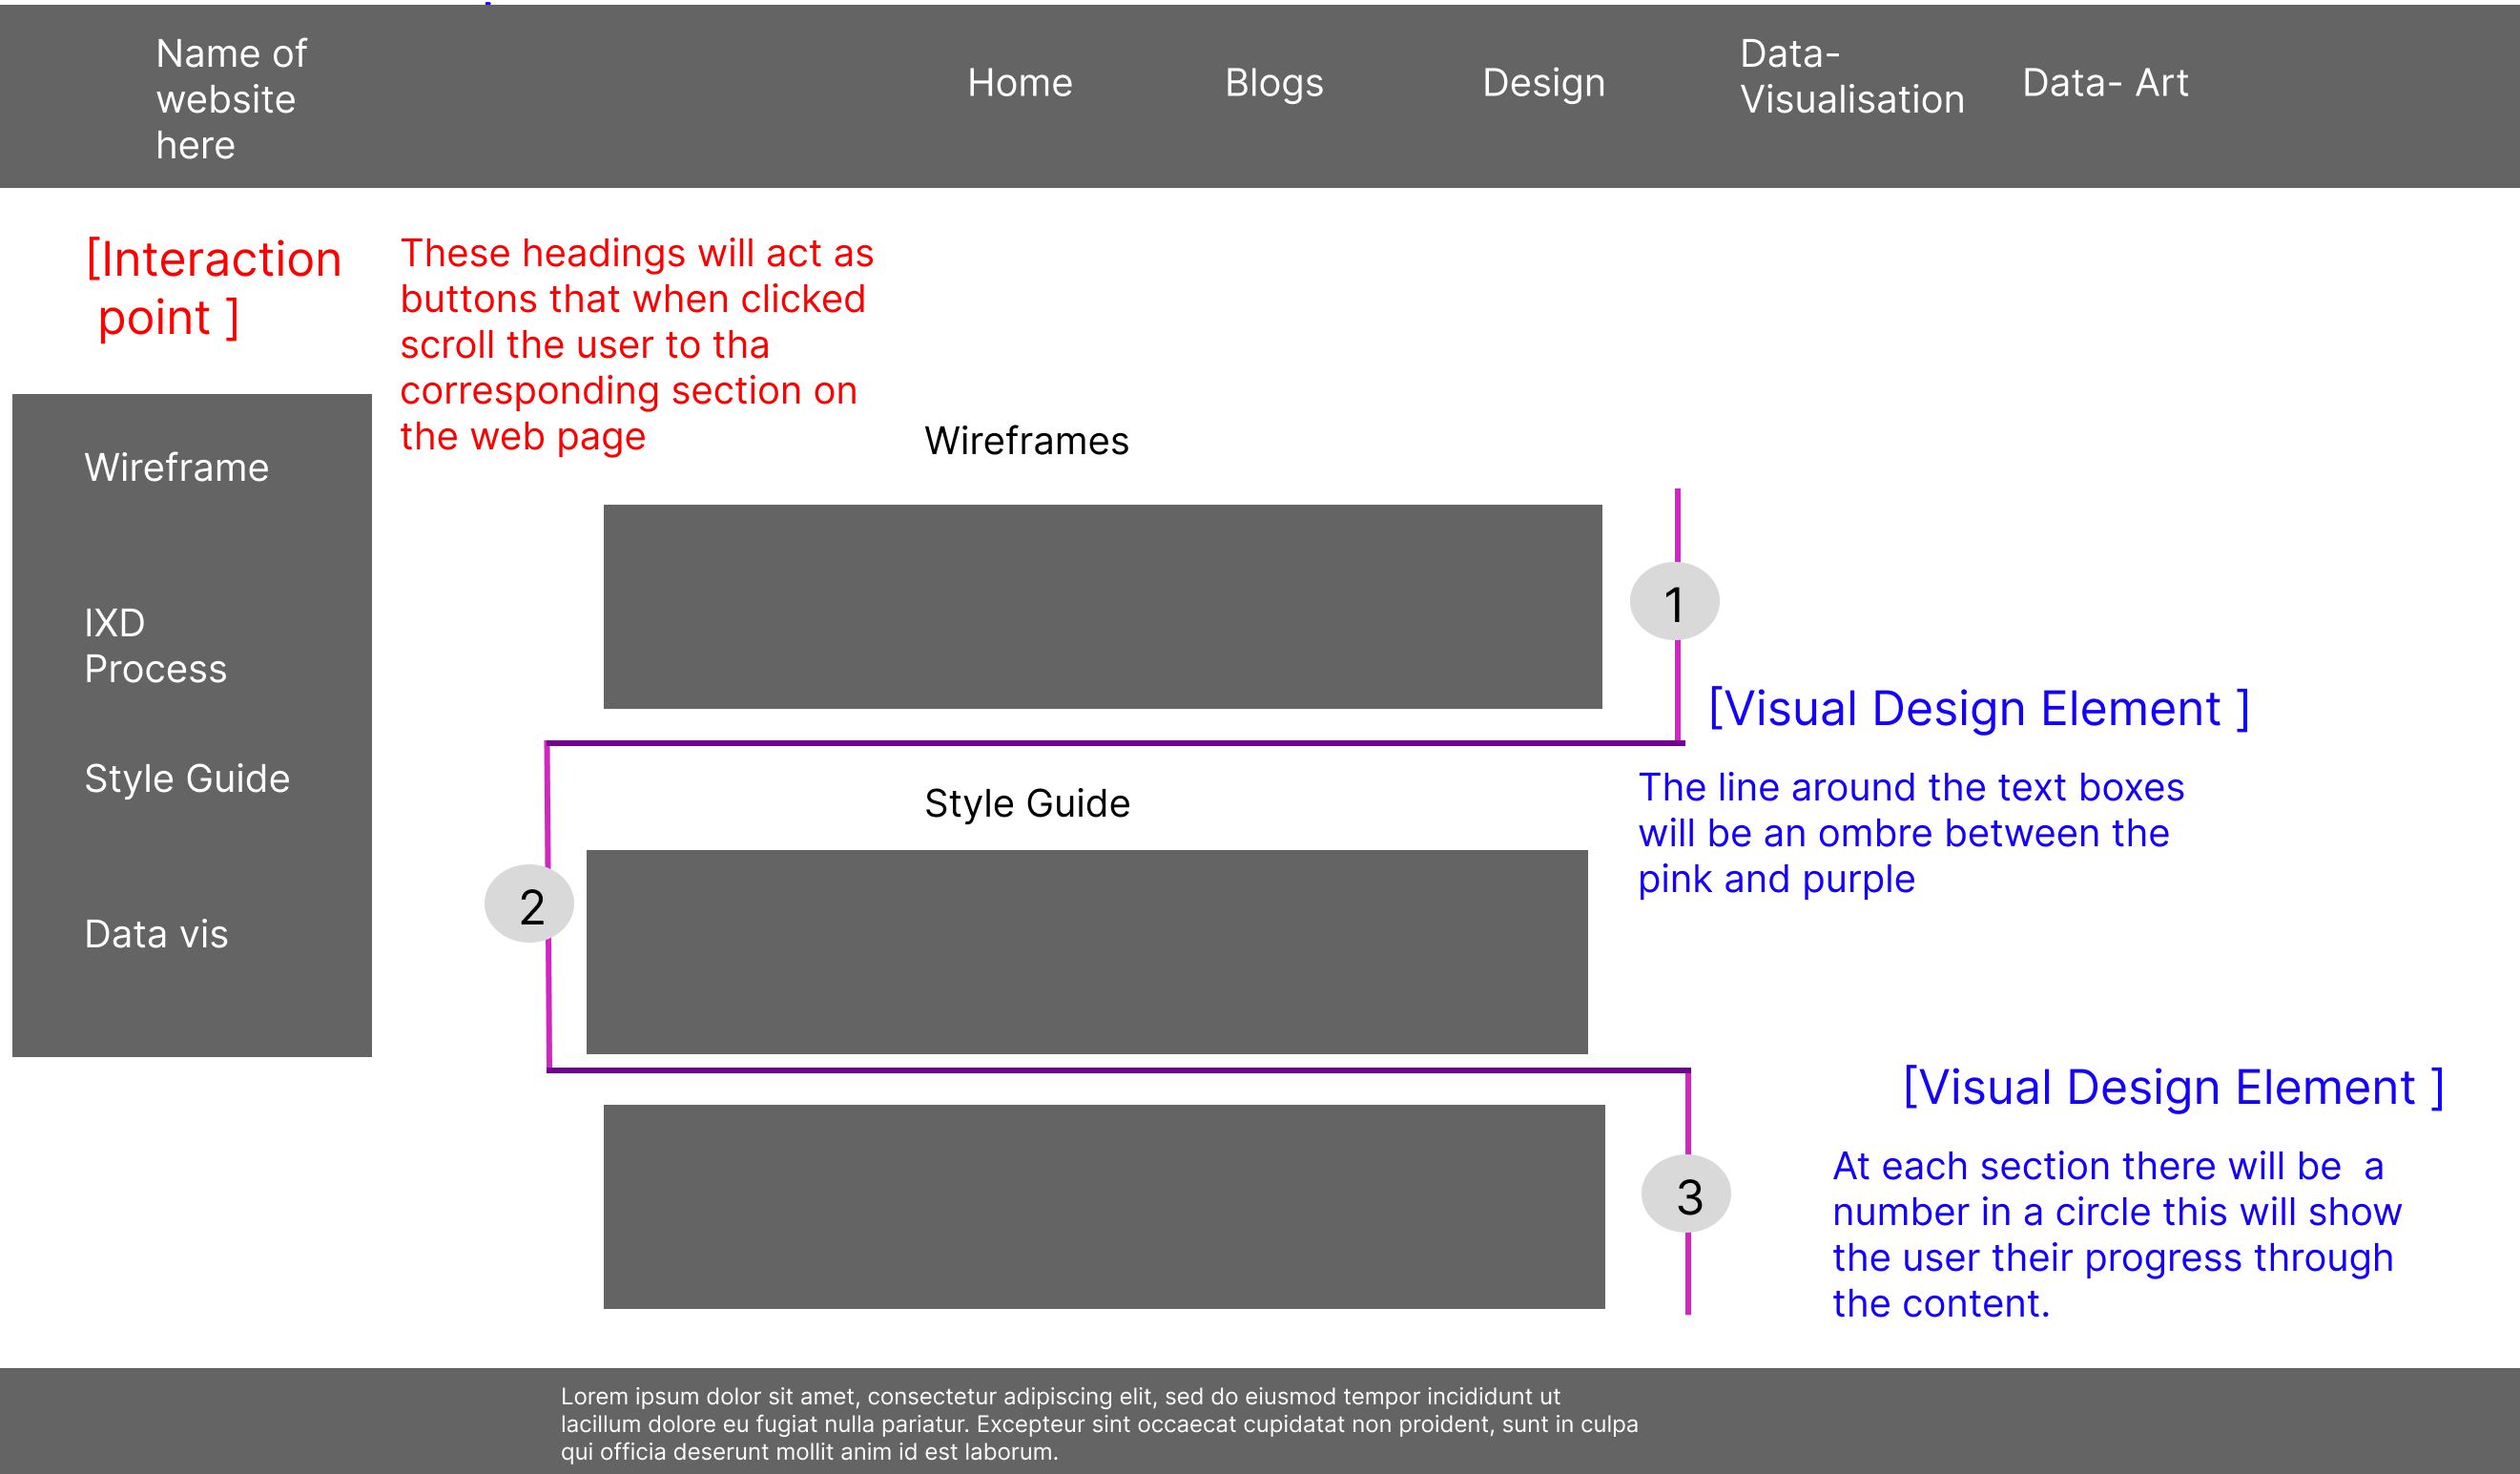 Name of
website
here
Home
Blogs
Design
Data-
Visualisation
Data- Art
[Interaction
point ]
These headings will act as
buttons that when clicked
scroll the user to tha
corresponding section on
the web page
Wireframe
IXD
Process
Style Guide
Data vis
Wireframes
1
[Visual Design Element ]
The line around the text boxes
will be an ombre between the
pink and purple
Style Guide
2
[Visual Design Element ]
At each section there will be  a
number in a circle this will show
the user their progress through
the content.
3
Lorem ipsum dolor sit amet, consectetur adipiscing elit, sed do eiusmod tempor incididunt ut
lacillum dolore eu fugiat nulla pariatur. Excepteur sint occaecat cupidatat non proident, sunt in culpa
qui officia deserunt mollit anim id est laborum.